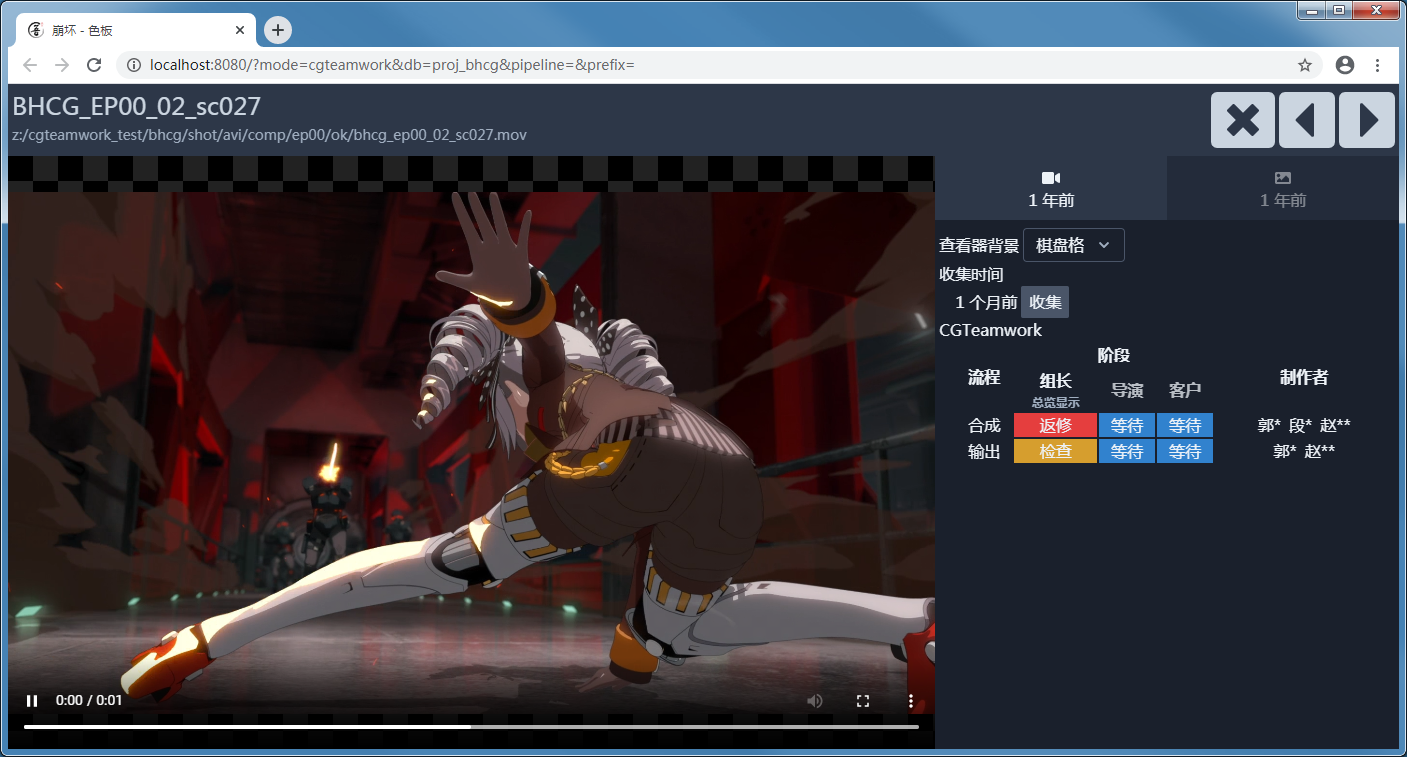 崩坏 - 色板
localhost:8080/?mode=cgteamwork&db=proj_bhcg&pipeline=&prefix=
BHCG_EP00_02_sc027
z:/cgteamwork_test/bhcg/shot/avi/comp/ep00/ok/bhcg_ep00_02_sc027.mov
1 年前
1 年前
查看器背景 棋盘格
收集时间
1 个月前 收集
CGTeamwork
流程 阶段 制作者
组长 导演 客户
总览显示
合成 返修 等待 等待 郭* 段* 赵**
输出 检查 等待 等待 郭* 赵**
0:00 / 0:01